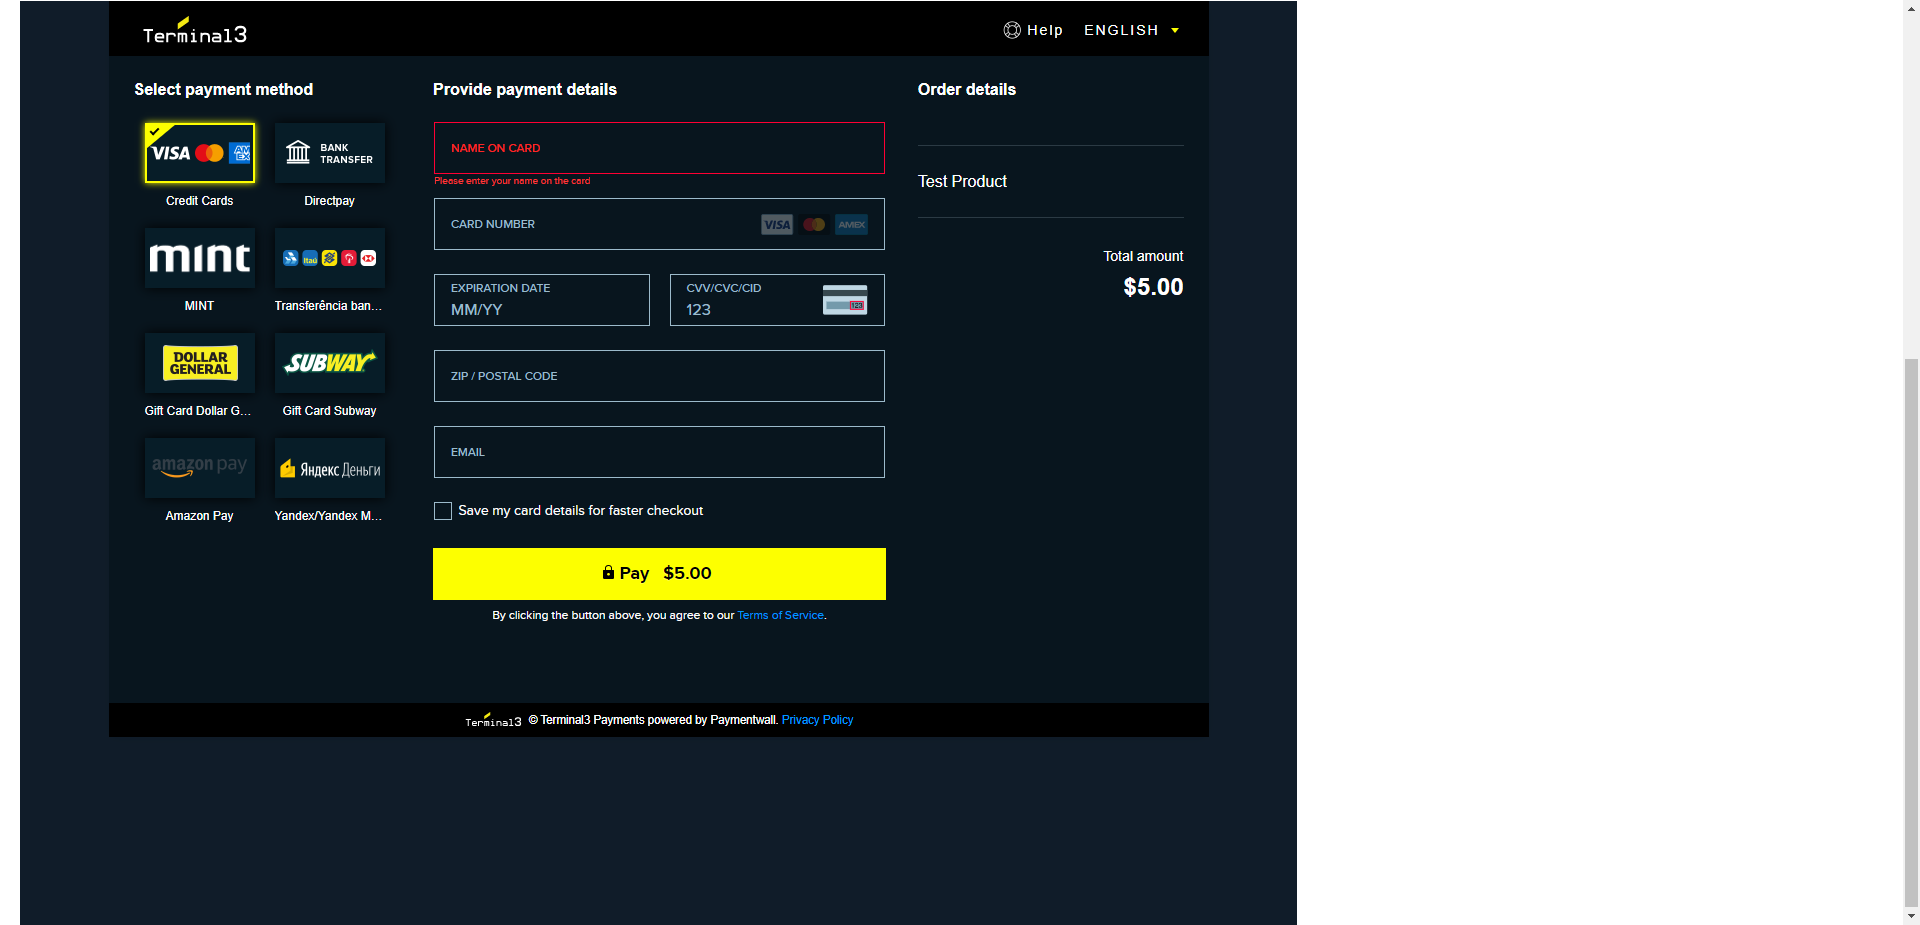 Terminal3
Help
ENGLISH
Select payment method
VISA
AM
EX
Credit Cards
BANK
TRANSFER
Directpay
mint
MINT
Itaú
Transferência ban...
DOLLAR
GENERAL
Gift Card Dollar G...
SUBWAY
Gift Card Subway
amazon pay
Amazon Pay
Яндекс Деньги
Yandex/Yandex M...
Provide payment details
NAME ON CARD
Please enter your name on the card
CARD NUMBER
VISA
AMEX
EXPIRATION DATE
MM/YY
CVV/CVC/CID
123
123
ZIP / POSTAL CODE
EMAIL
Save my card details for faster checkout
Pay $5.00
By clicking the button above, you agree to our Terms of Service.
Order details
Test Product
Total amount
$5.00
Terminal3 © Terminal3 Payments powered by Paymentwall. Privacy Policy